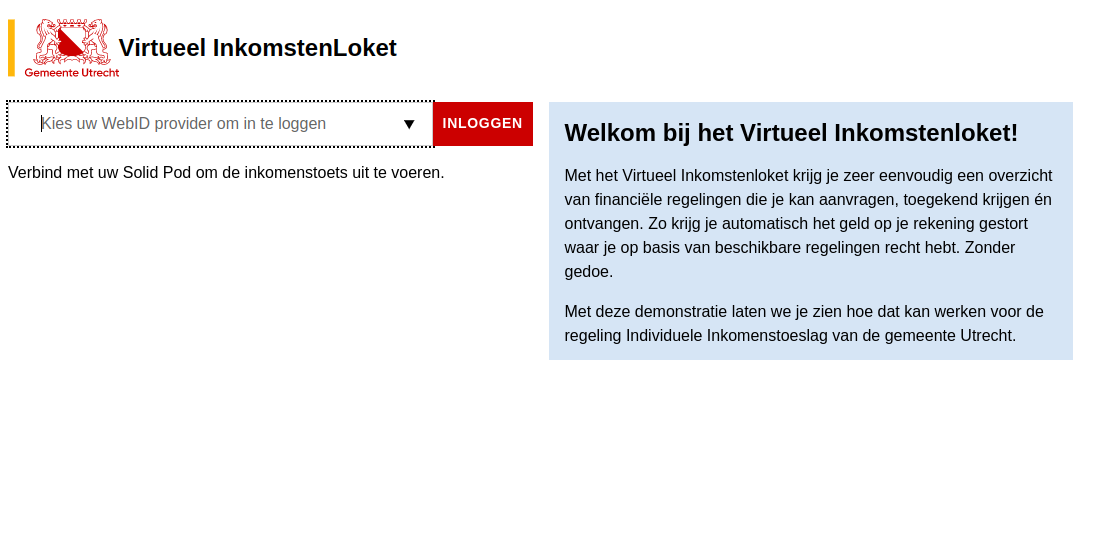 Gemeente Utrecht
Virtueel InkomstenLoket
Kies uw WebID provider om in te loggen
INLOGGEN
Verbind met uw Solid Pod om de inkomenstoets uit te voeren.
Welkom bij het Virtueel Inkomstenloket!
Met het Virtueel Inkomstenloket krijg je zeer eenvoudig een overzicht
van financiële regelingen die je kan aanvragen, toegekend krijgen én
ontvangen. Zo krijg je automatisch het geld op je rekening gestort
waar je op basis van beschikbare regelingen recht hebt. Zonder
gedoe.
Met deze demonstratie laten we je zien hoe dat kan werken voor de
regeling Individuele Inkomenstoeslag van de gemeente Utrecht.